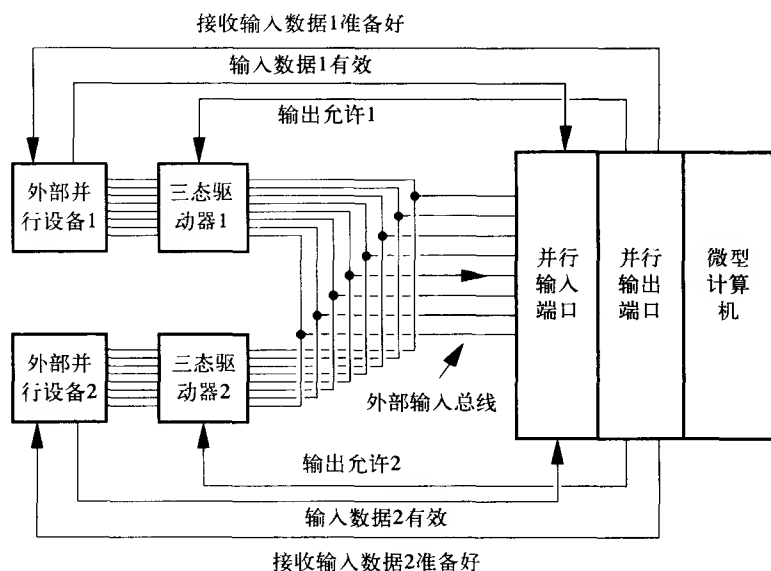 接收输入数据1准备好
输入数据1有效
输出允许1
外部并
行设备1
三态驱
动器1
并行
输入
端口
并行
输出
端口
微型
计算
机
外部并
行设备2
三态驱
动器2
外部输入总线
输出允许2
输入数据2有效
接收输入数据2准备好